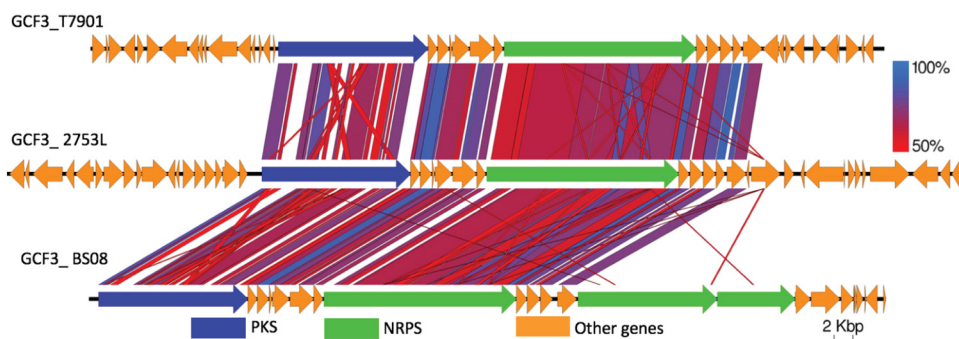 GCF3_T7901
100%
50%
GCF3_ 2753L
GCF3_ BS08
PKS
NRPS
Other genes
2 Kbp